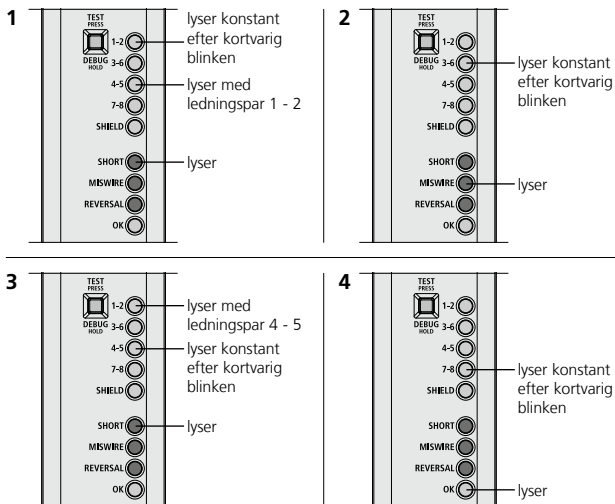 1
TEST
PRESS
1-2
DEBUG
HOLD
3-6
4-5
7-8
SHIELD
SHORT
MISWIRE
REVERSAL
OK
lyser konstant
efter kortvarig
blinken
lyser med
ledningspar 1 - 2
lyser
2
TEST
PRESS
1-2
DEBUG
HOLD
3-6
4-5
7-8
SHIELD
SHORT
MISWIRE
REVERSAL
OK
lyser konstant
efter kortvarig
blinken
lyser
3
TEST
PRESS
1-2
DEBUG
HOLD
3-6
4-5
7-8
SHIELD
SHORT
MISWIRE
REVERSAL
OK
lyser med
ledningspar 4 - 5
lyser konstant
efter kortvarig
blinken
lyser
4
TEST
PRESS
1-2
DEBUG
HOLD
3-6
4-5
7-8
SHIELD
SHORT
MISWIRE
REVERSAL
OK
lyser konstant
efter kortvarig
blinken
lyser